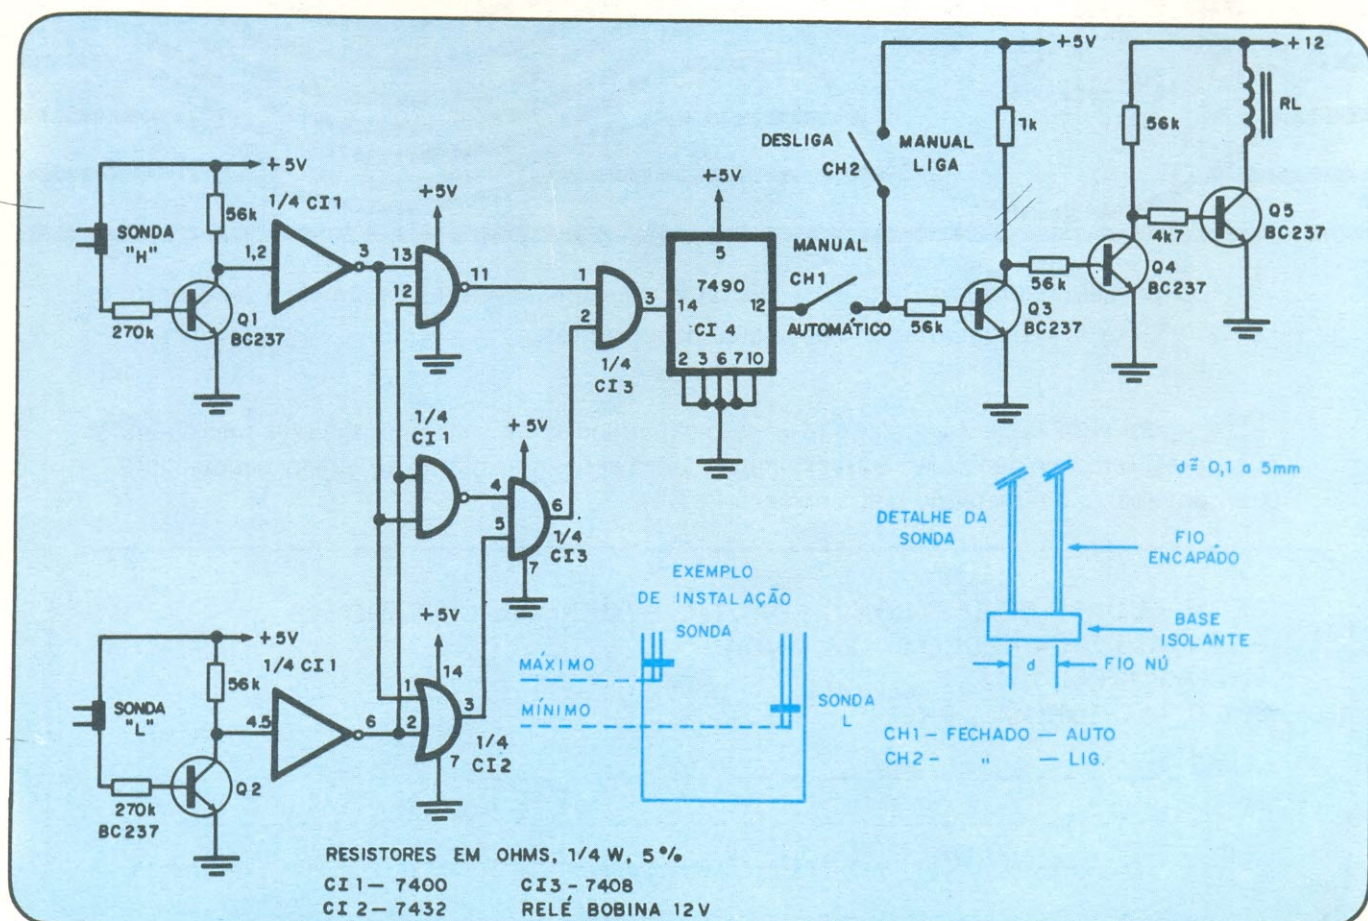 +5V
+12
1k
56k
RL
DESLIGA
CH2
MANUAL
LIGA
4k7
Q5
BC237
Q4
BC237
56k
Q3
BC237
56k
+5V
1/4 CI1
56k
SONDA
"H"
1,2
3
270k
Q1
BC237
+5V
13
12
11
1
2
3
1/4
CI3
+5V
5
7490
14
12
CI 4
2 3 6 7 10
MANUAL
CH1
AUTOMÁTICO
1/4
CI1
4
5
+5V
6
1/4
CI3
7
+5V
1/4 CI1
56k
SONDA
"L"
4,5
6
270k
BC237
Q2
+5V
14
1
2
3
7
1/4
CI2
EXEMPLO
DE INSTALAÇÃO
SONDA
MÁXIMO
MÍNIMO
SONDA
L
d ≅ 0,1 a 5mm
DETALHE DA
SONDA
FIO
ENCAPADO
BASE
ISOLANTE
d
FIO NÚ
CH1 – FECHADO – AUTO
CH2 – " – LIG.
RESISTORES EM OHMS, 1/4 W, 5%
CI 1 – 7400 CI3 - 7408
CI 2 – 7432 RELÉ BOBINA 12V